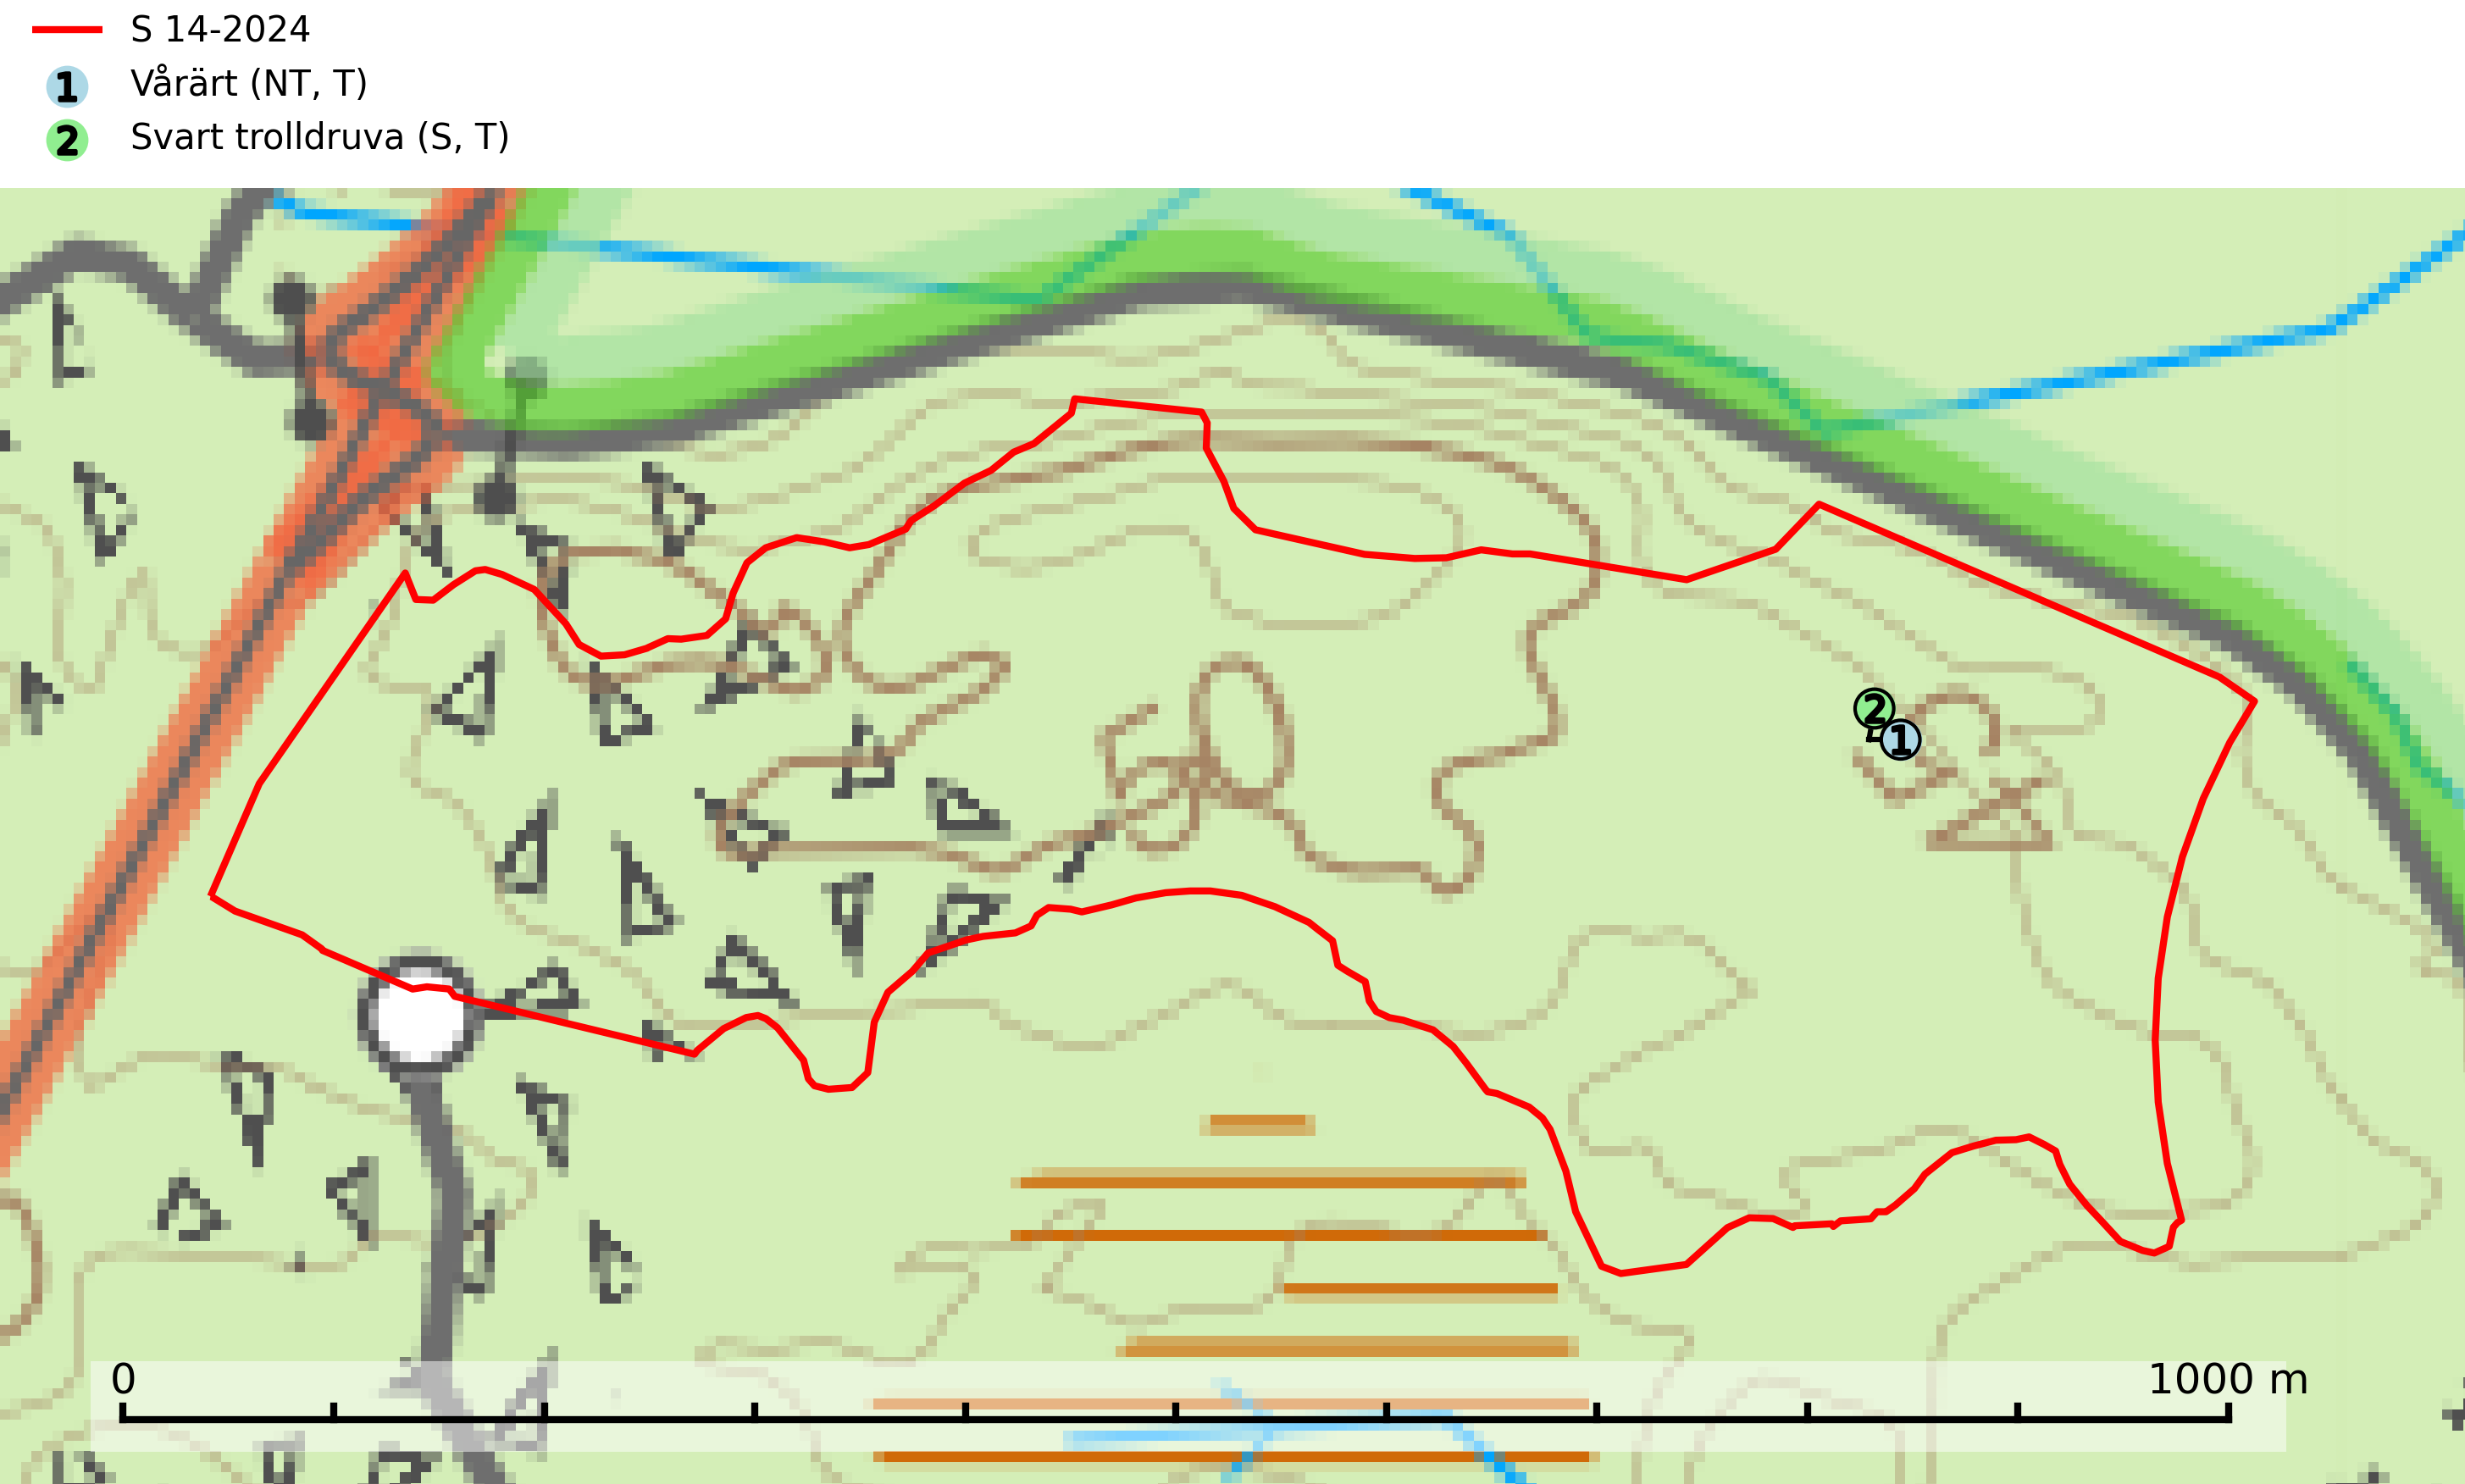 S 14-2024
1 Vårärt (NT, T)
2 Svart trolldruva (S, T)
2
1
0 1000 m